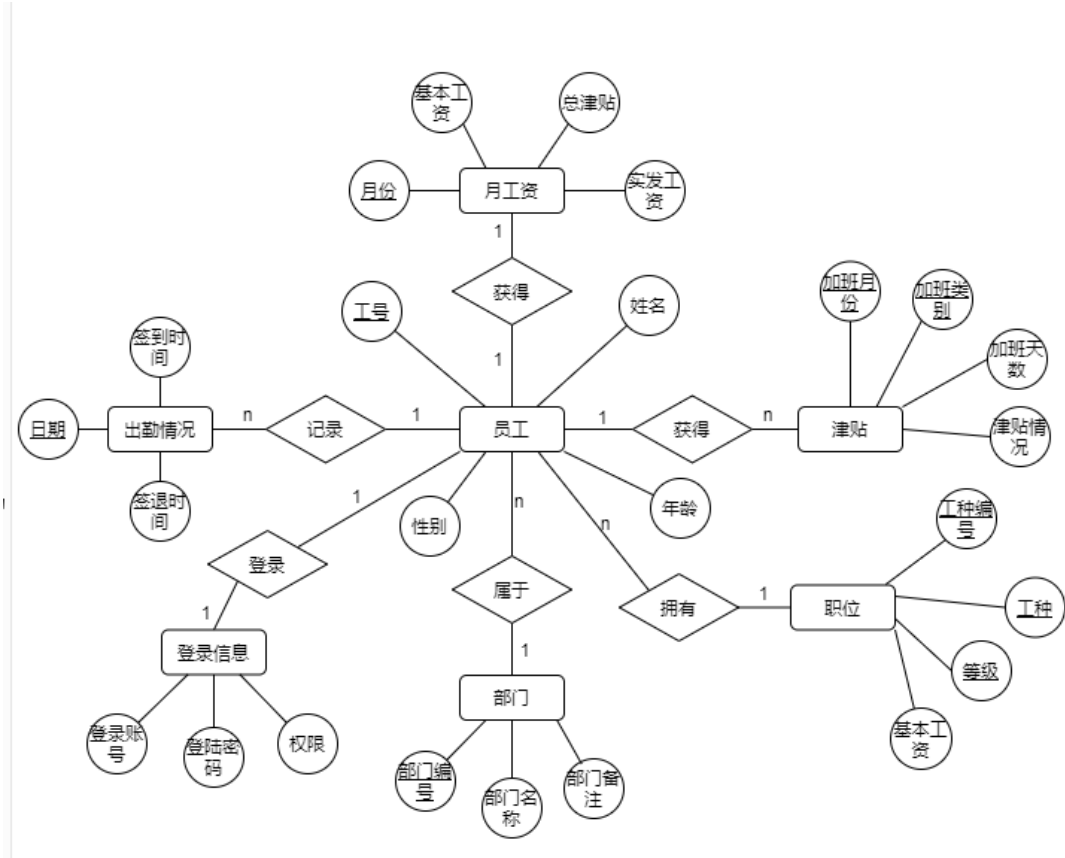 基本工
资
总津贴
月份
月工资
实发工
资
1
获得
1
工号
姓名
加班月
份
加班类
别
加班天
数
签到时
间
日期
出勤情况
n
记录
1
员工
1
获得
n
津贴
津贴情
况
签退时
间
1
性别
n
年龄
n
工种编
号
登录
属于
拥有
1
职位
工种
1
登录信息
1
等级
部门
基本工
资
登录账
号
登陆密
码
权限
部门编
号
部门名
称
部门备
注